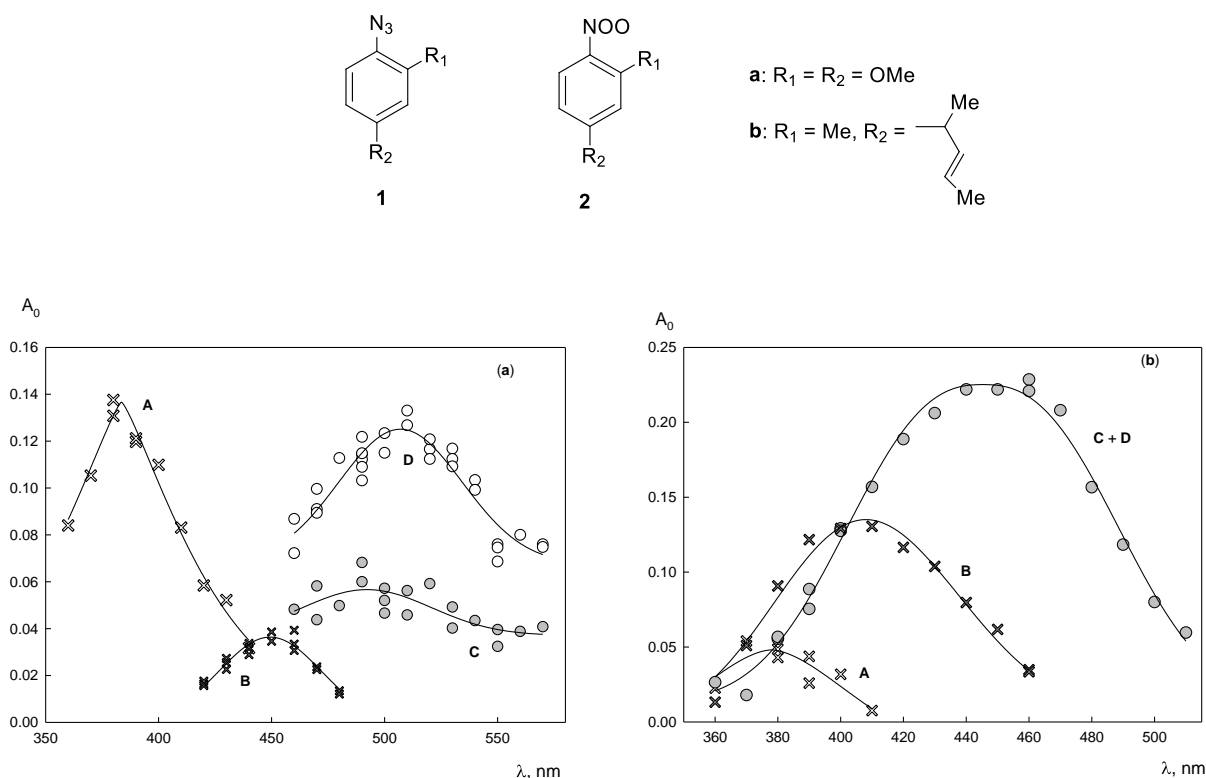 N3
R1
R2
1
NOO
R1
R2
2
a: R1 = R2 = OMe
b: R1 = Me, R2 =
Me
Me
A0
(a)
0.16
0.14
0.12
0.10
0.08
0.06
0.04
0.02
0.00
A
B
C
D
350 400 450 500 550
λ, nm
A0
(b)
0.25
0.20
0.15
0.10
0.05
0.00
C + D
B
A
360 380 400 420 440 460 480 500
λ, nm